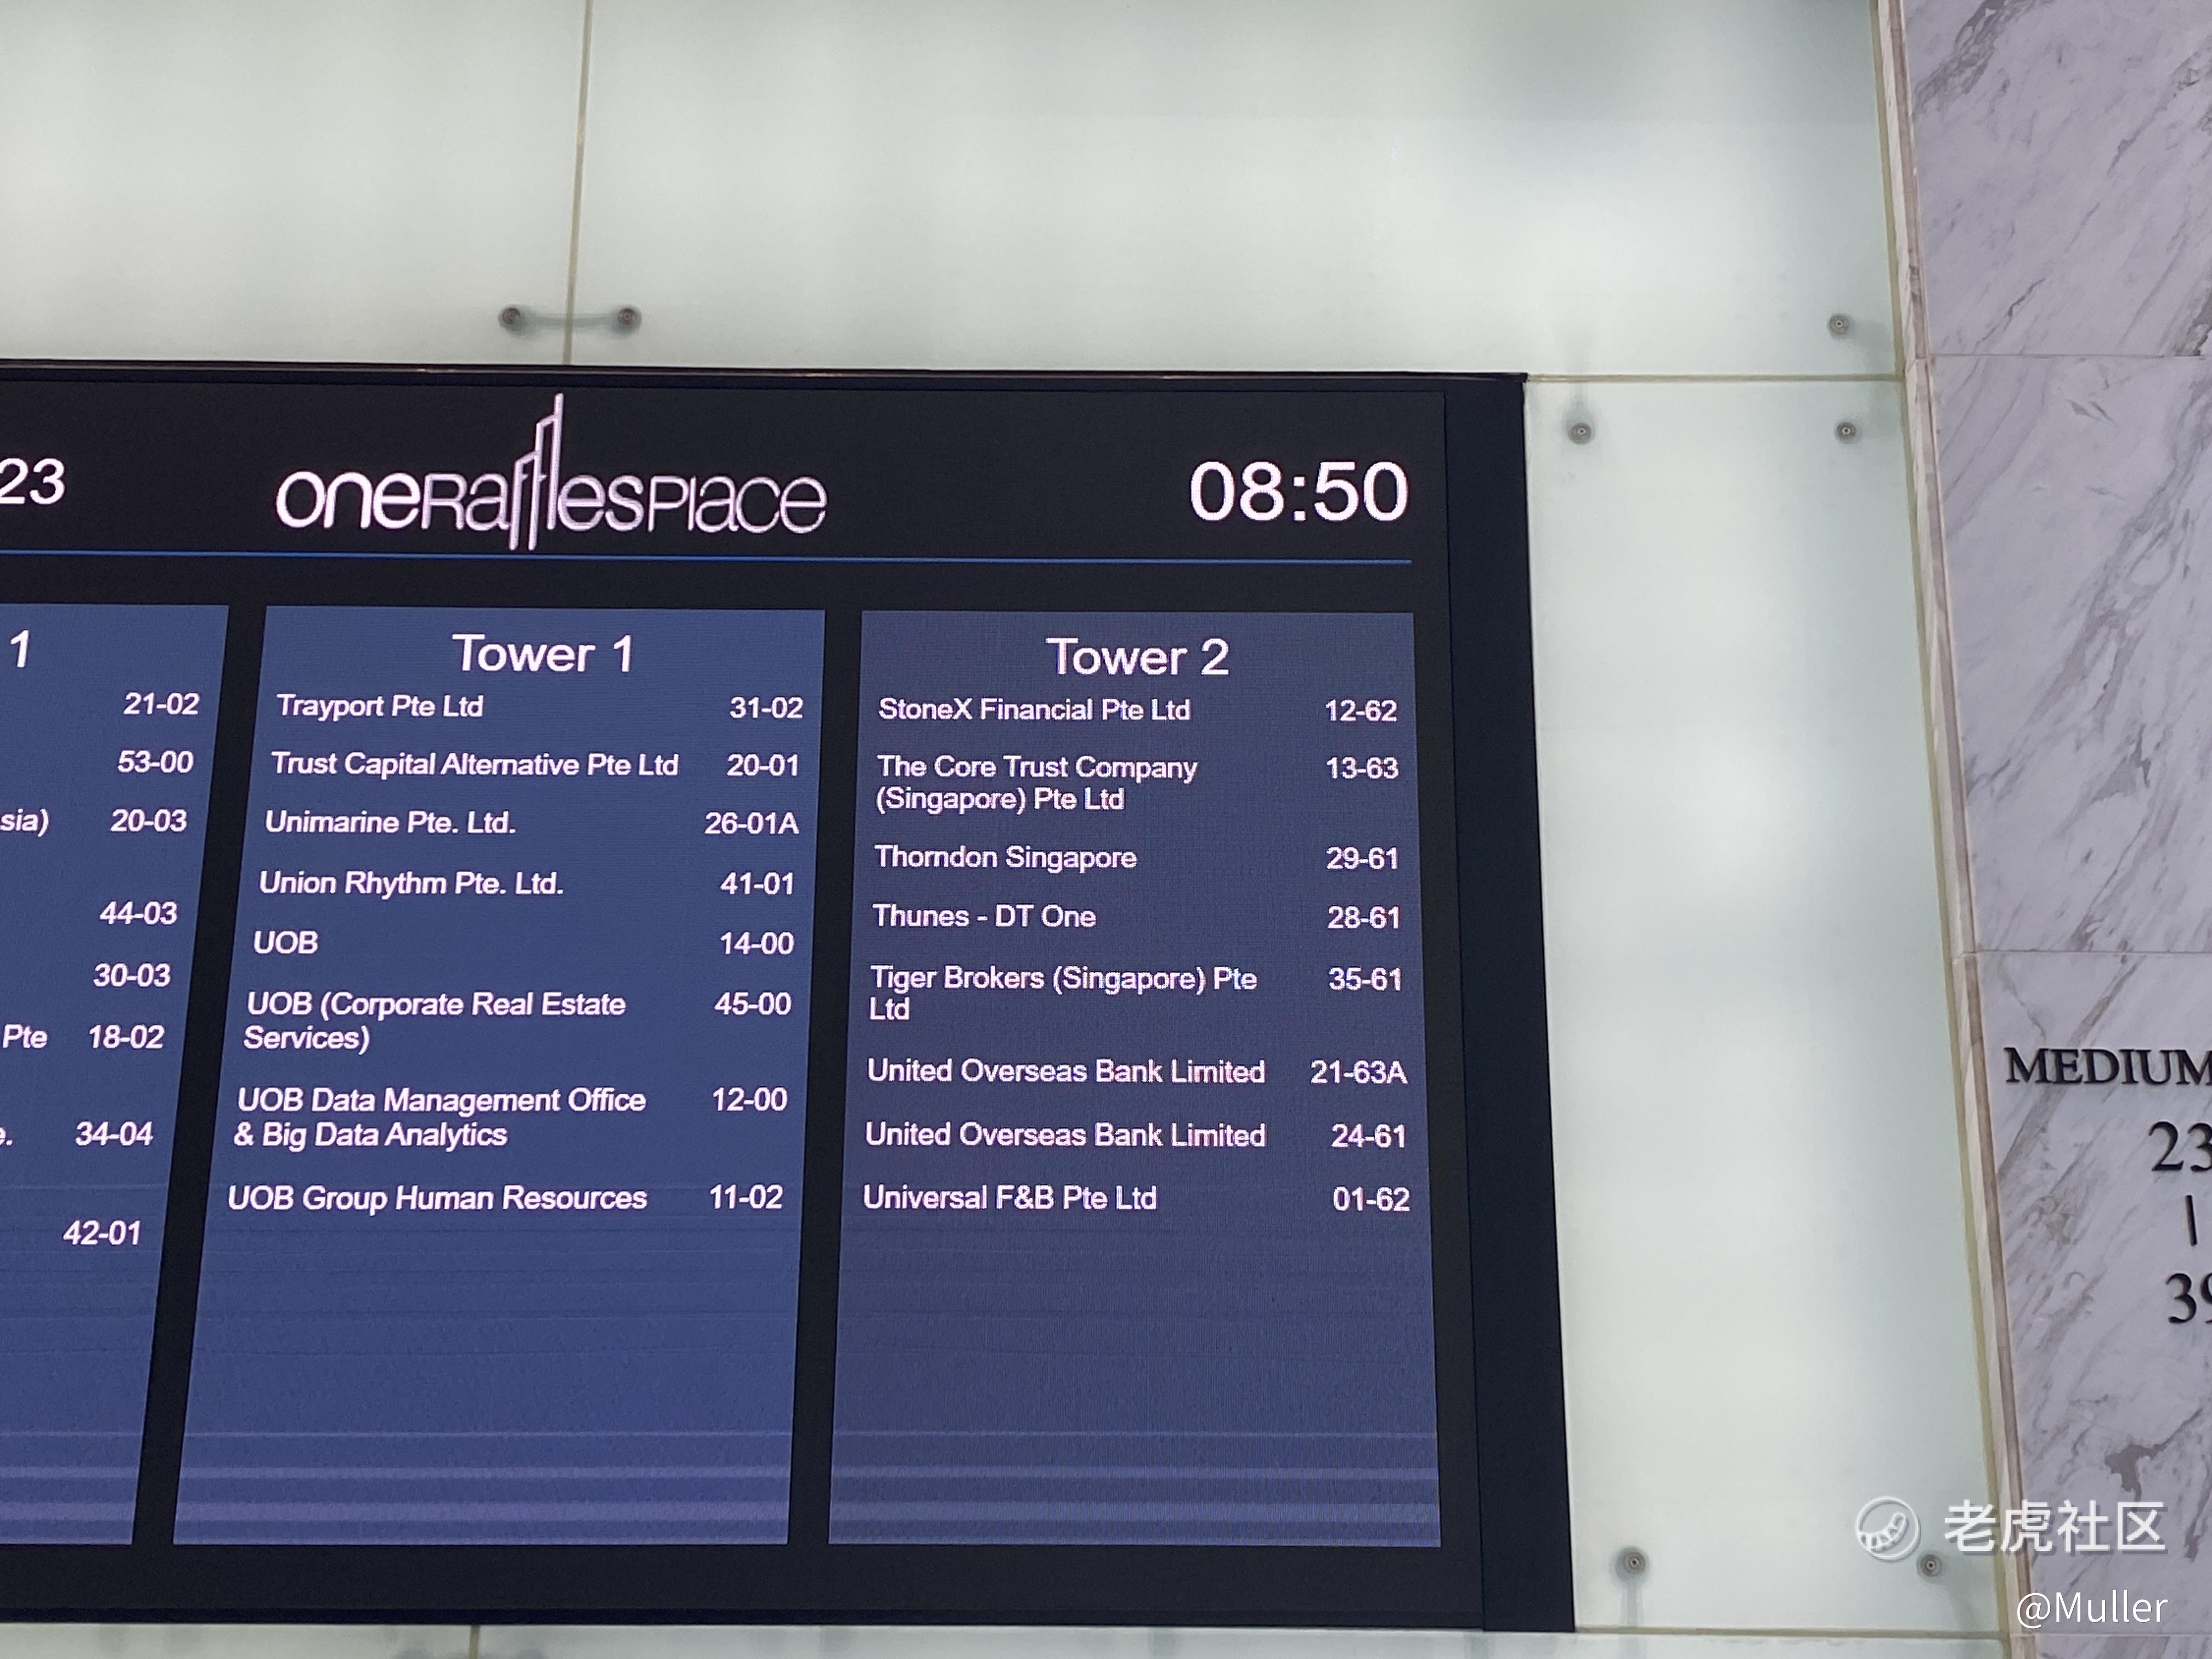 23
oneRafflesPlace
08:50
1
21-02
53-00
sia) 20-03
44-03
30-03
Pte 18-02
e. 34-04
42-01
Tower 1
Trayport Pte Ltd 31-02
Trust Capital Alternative Pte Ltd 20-01
Unimarine Pte. Ltd. 26-01A
Union Rhythm Pte. Ltd. 41-01
UOB 14-00
UOB (Corporate Real Estate 45-00
Services)
UOB Data Management Office 12-00
& Big Data Analytics
UOB Group Human Resources 11-02
Tower 2
StoneX Financial Pte Ltd 12-62
The Core Trust Company 13-63
(Singapore) Pte Ltd
Thorndon Singapore 29-61
Thunes - DT One 28-61
Tiger Brokers (Singapore) Pte 35-61
Ltd
United Overseas Bank Limited 21-63A
United Overseas Bank Limited 24-61
Universal F&B Pte Ltd 01-62
MEDIUM
23
|
39
老虎社区
@Muller